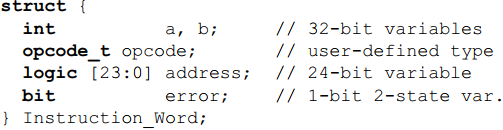 struct {
int a, b; // 32-bit variables
opcode_t opcode; // user-defined type
logic [23:0] address; // 24-bit variable
bit error; // 1-bit 2-state var.
} Instruction_Word;